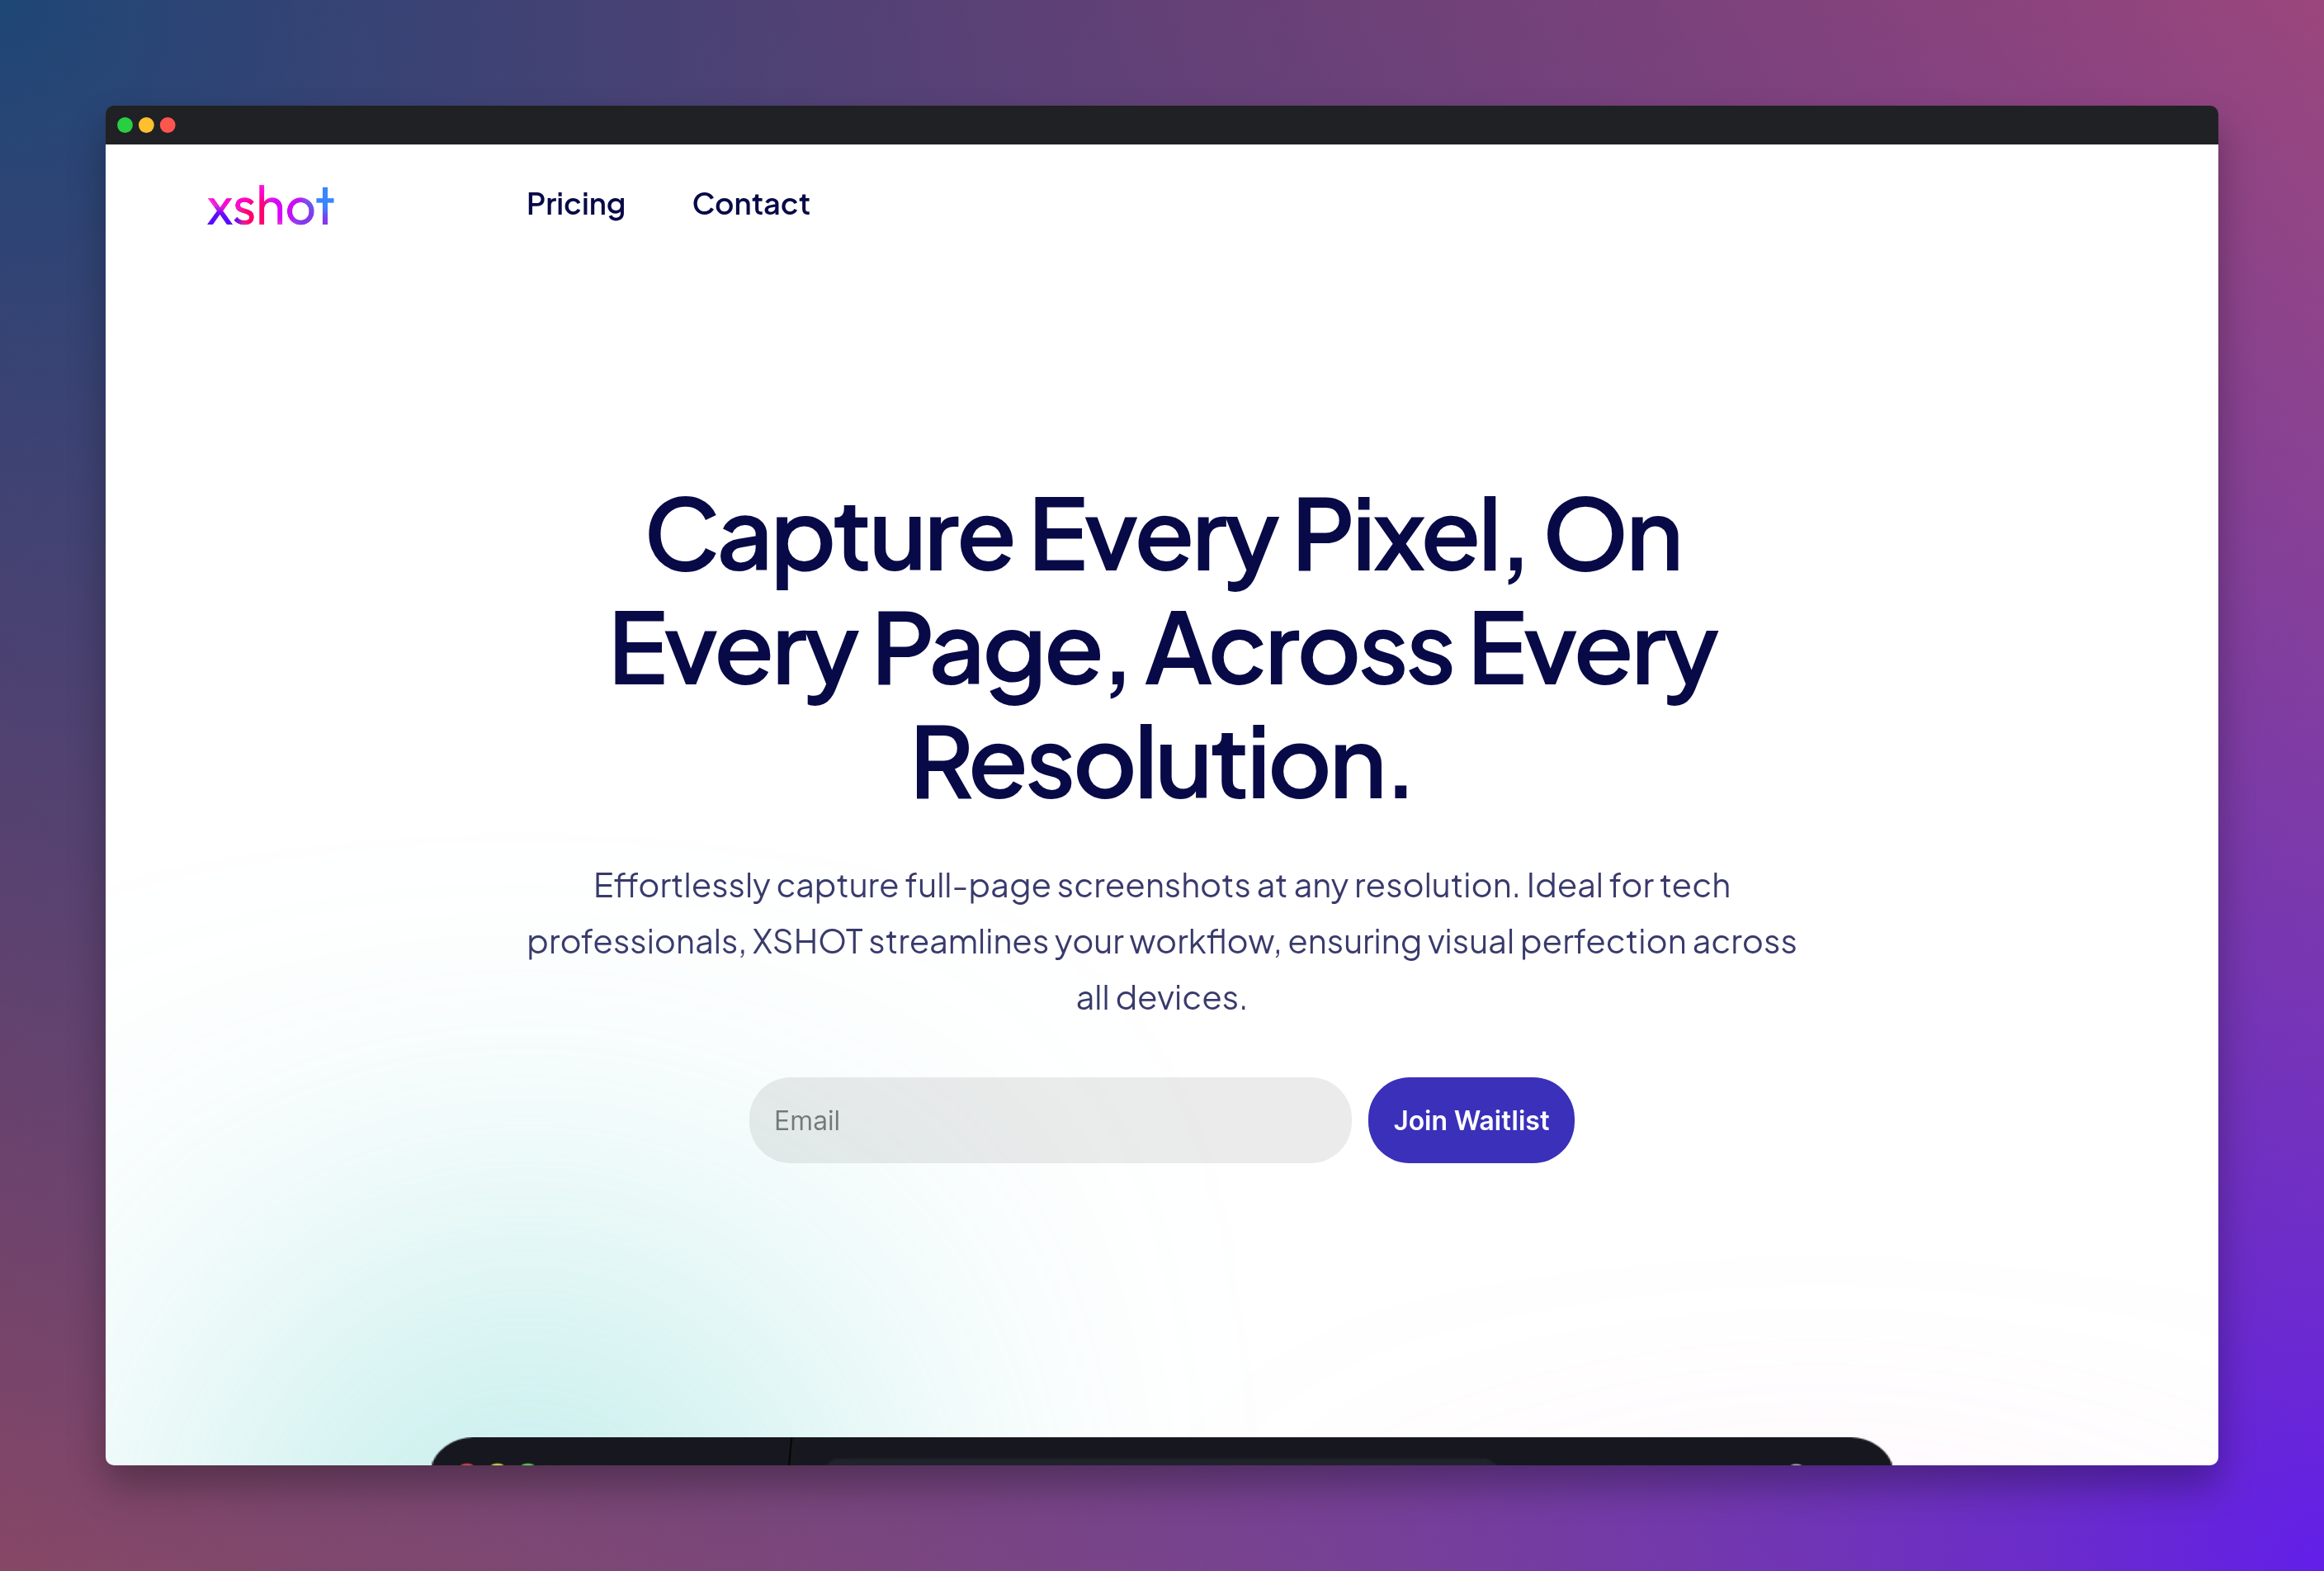 xshot
Pricing
Contact
Capture Every Pixel, On
Every Page, Across Every
Resolution.
Effortlessly capture full-page screenshots at any resolution. Ideal for tech
professionals, XSHOT streamlines your workflow, ensuring visual perfection across
all devices.
Email
Join Waitlist